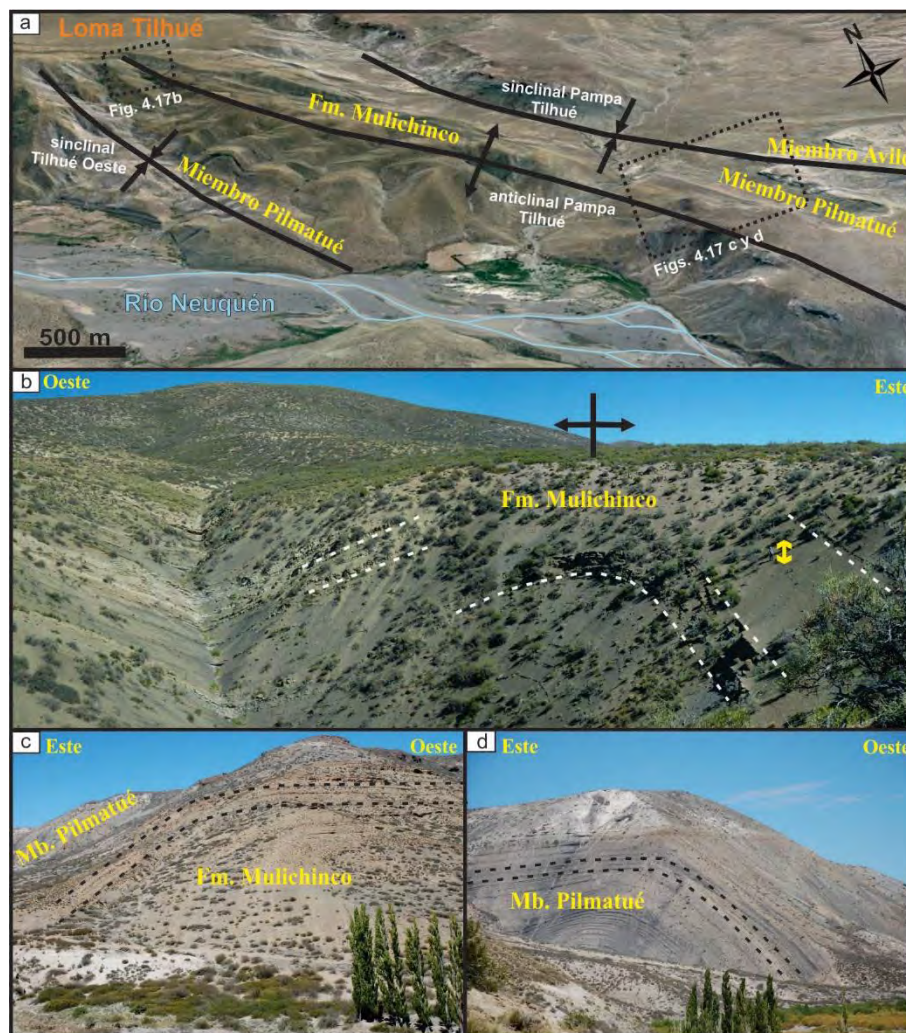 a
Loma Tilhué
N
Fig. 4.17b
sinclinal Pampa
Tilhué
Fm. Mulichinco
sinclinal
Tilhué Oeste
Miembro Avilé
Miembro Pilmatué
Miembro Pilmatué
anticlinal Pampa
Tilhué
Figs. 4.17 c y d
Río Neuquén
500 m
b
Oeste
Este
Fm. Mulichinco
c
Este
Oeste
Mb. Pilmatué
Fm. Mulichinco
d
Este
Oeste
Mb. Pilmatué